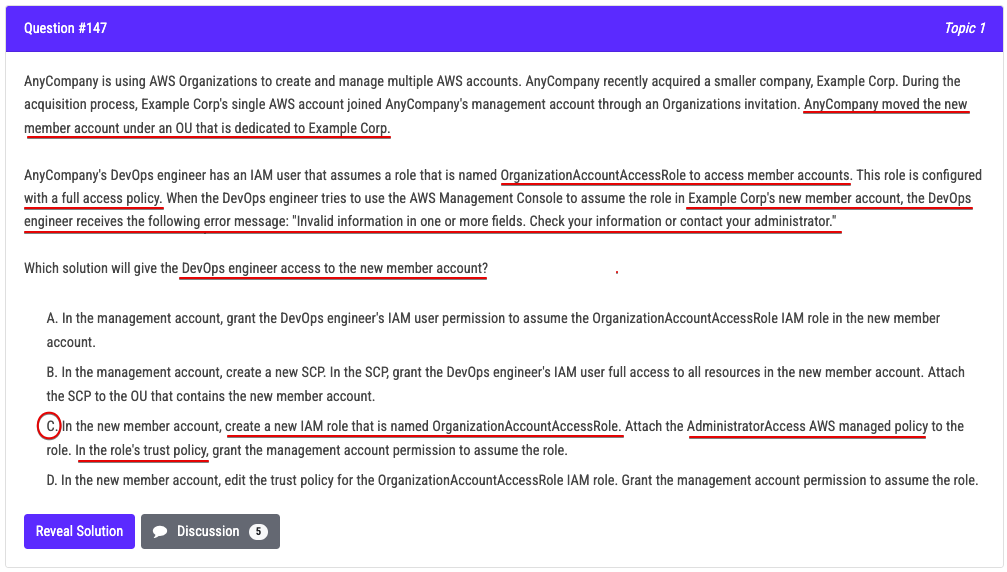 Question #147
Topic 1
AnyCompany is using AWS Organizations to create and manage multiple AWS accounts. AnyCompany recently acquired a smaller company, Example Corp. During the
acquisition process, Example Corp's single AWS account joined AnyCompany's management account through an Organizations invitation. AnyCompany moved the new
member account under an OU that is dedicated to Example Corp.
AnyCompany's DevOps engineer has an IAM user that assumes a role that is named OrganizationAccountAccessRole to access member accounts. This role is configured
with a full access policy. When the DevOps engineer tries to use the AWS Management Console to assume the role in Example Corp's new member account, the DevOps
engineer receives the following error message: "Invalid information in one or more fields. Check your information or contact your administrator."
Which solution will give the DevOps engineer access to the new member account?
A. In the management account, grant the DevOps engineer's IAM user permission to assume the OrganizationAccountAccessRole IAM role in the new member
account.
B. In the management account, create a new SCP. In the SCP, grant the DevOps engineer's IAM user full access to all resources in the new member account. Attach
the SCP to the OU that contains the new member account.
C. In the new member account, create a new IAM role that is named OrganizationAccountAccessRole. Attach the AdministratorAccess AWS managed policy to the
role. In the role's trust policy, grant the management account permission to assume the role.
D. In the new member account, edit the trust policy for the OrganizationAccountAccessRole IAM role. Grant the management account permission to assume the role.
Reveal Solution
Discussion 5